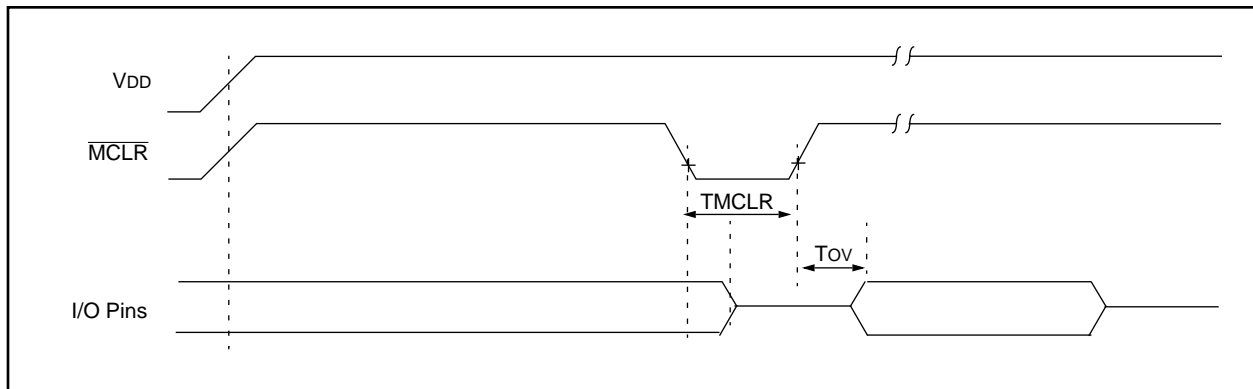 VDD
MCLR
TMCLR
TOV
I/O Pins